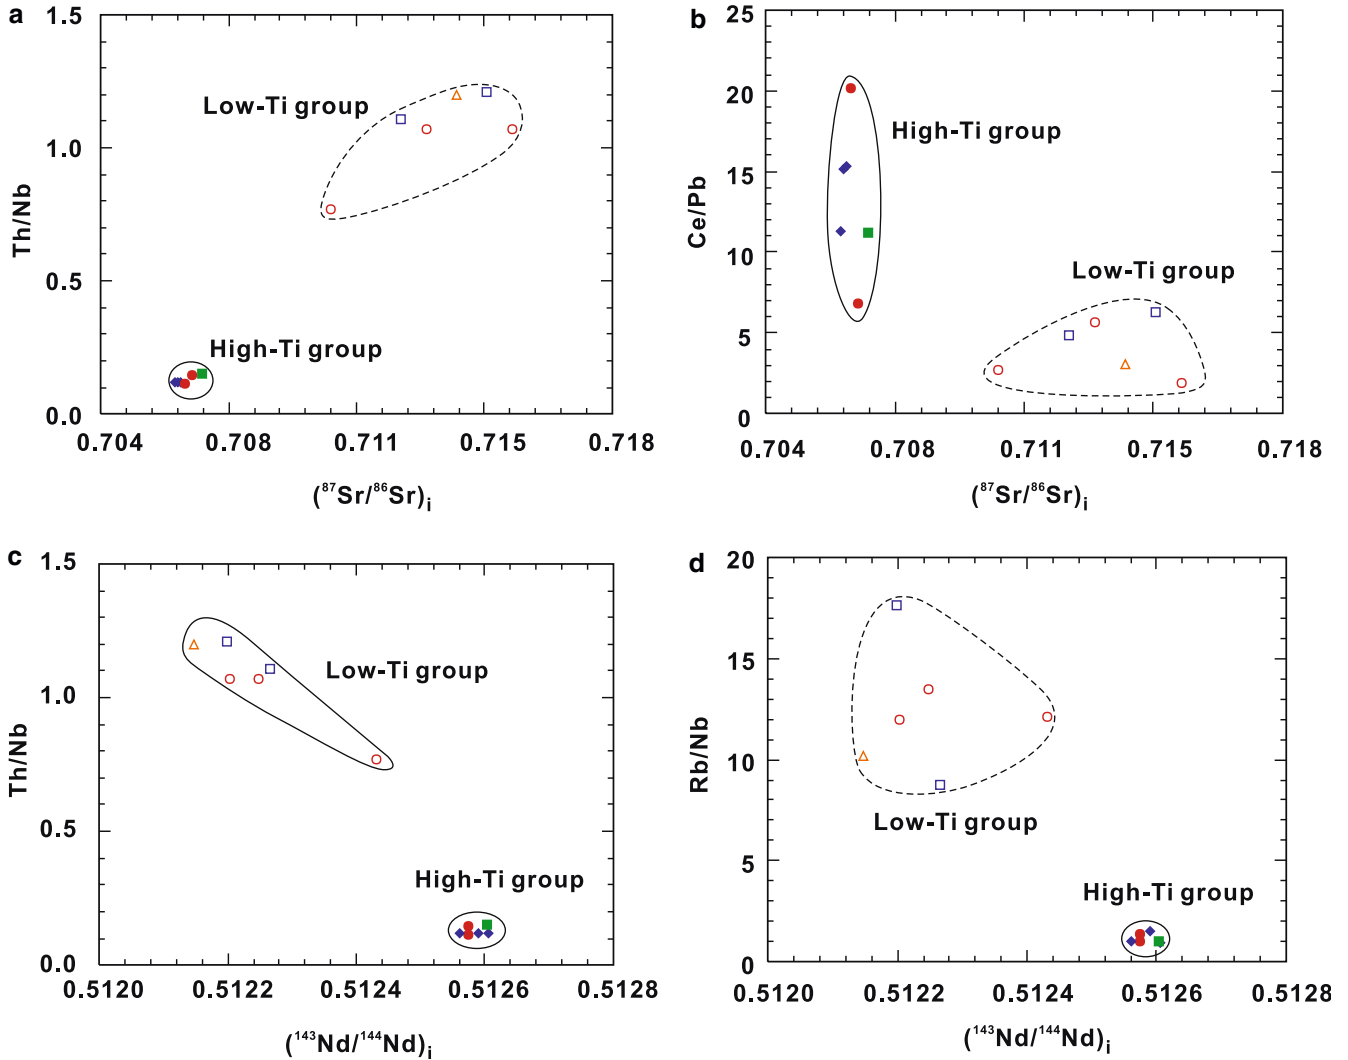 a
1.5
1.0
0.5
0.0
Th/Nb
Low-Ti group
High-Ti group
0.704 0.708 0.711 0.715 0.718
(⁸⁷Sr/⁸⁶Sr)i
b
25
20
15
10
5
0
Ce/Pb
High-Ti group
Low-Ti group
0.704 0.708 0.711 0.715 0.718
(⁸⁷Sr/⁸⁶Sr)i
c
1.5
1.0
0.5
0.0
Th/Nb
Low-Ti group
High-Ti group
0.5120 0.5122 0.5124 0.5126 0.5128
(¹⁴³Nd/¹⁴⁴Nd)i
d
20
15
10
5
0
Rb/Nb
Low-Ti group
High-Ti group
0.5120 0.5122 0.5124 0.5126 0.5128
(¹⁴³Nd/¹⁴⁴Nd)i